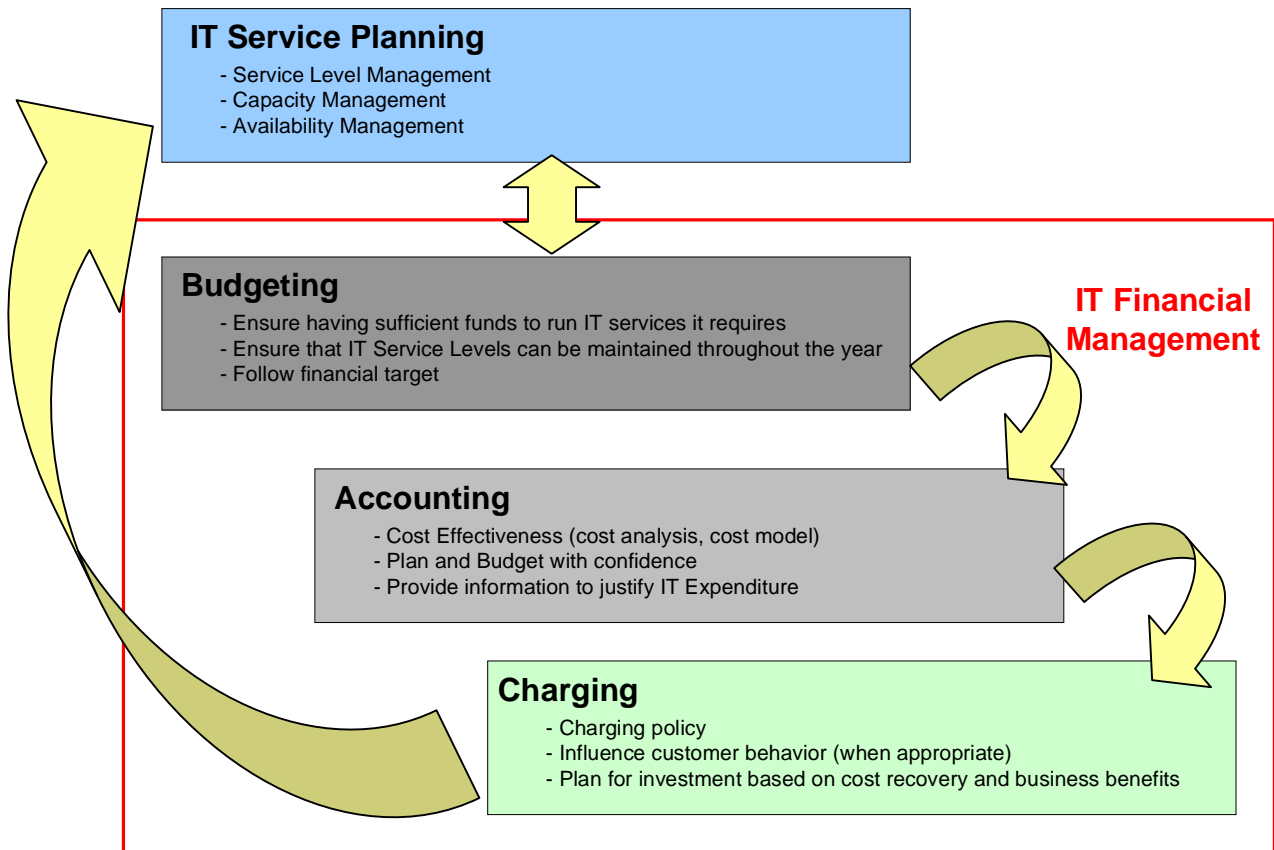 IT Service Planning
- Service Level Management
- Capacity Management
- Availability Management
Budgeting
- Ensure having sufficient funds to run IT services it requires
- Ensure that IT Service Levels can be maintained throughout the year
- Follow financial target
IT Financial
Management
Accounting
- Cost Effectiveness (cost analysis, cost model)
- Plan and Budget with confidence
- Provide information to justify IT Expenditure
Charging
- Charging policy
- Influence customer behavior (when appropriate)
- Plan for investment based on cost recovery and business benefits